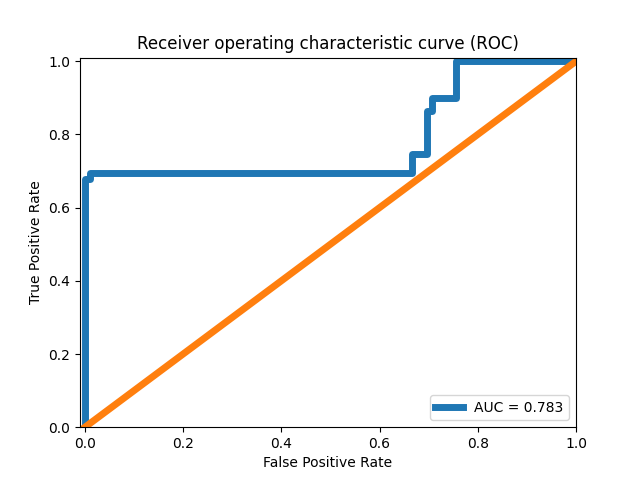 Receiver operating characteristic curve (ROC)
True Positive Rate
1.0
0.8
0.6
0.4
0.2
0.0
0.0 0.2 0.4 0.6 0.8 1.0
False Positive Rate
AUC = 0.783